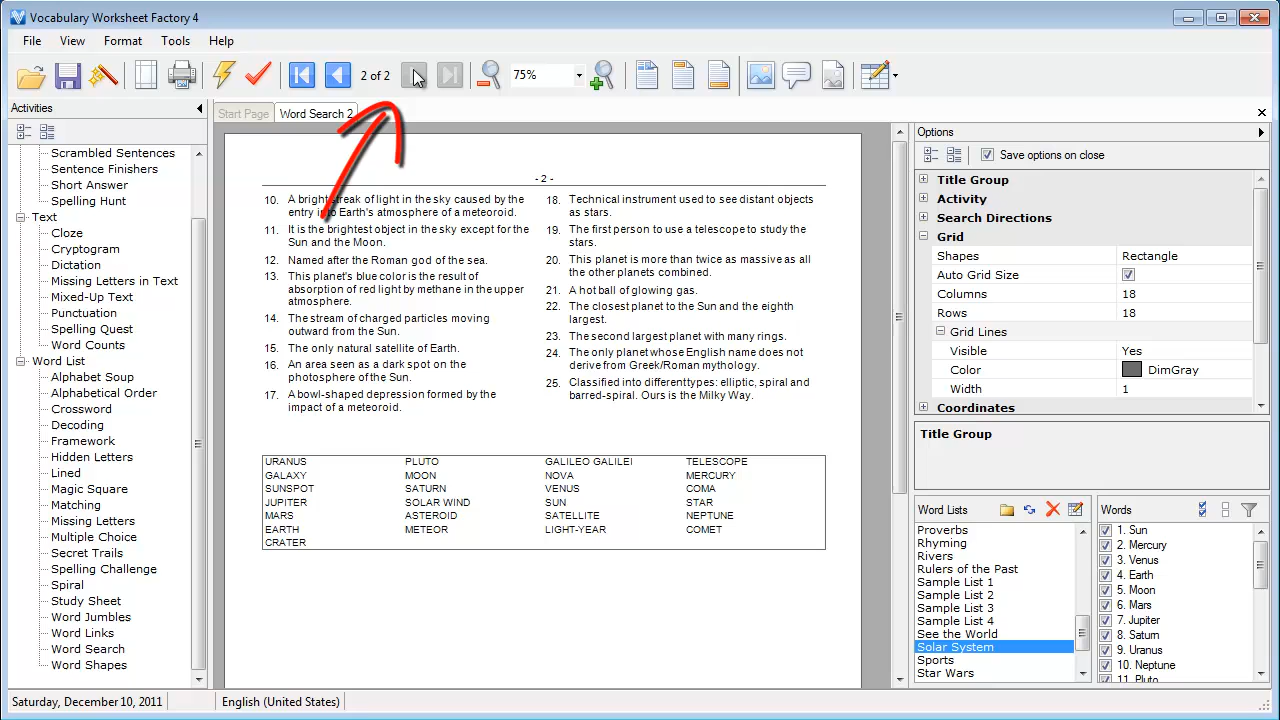 Vocabulary Worksheet Factory 4
File View Format Tools Help
2 of 2
75%
Activities
Start Page
Word Search 2
Scrambled Sentences
Sentence Finishers
Short Answer
Spelling Hunt
Text
Cloze
Cryptogram
Dictation
Missing Letters in Text
Mixed-Up Text
Punctuation
Spelling Quest
Word Counts
Word List
Alphabet Soup
Alphabetical Order
Crossword
Decoding
Framework
Hidden Letters
Lined
Magic Square
Matching
Missing Letters
Multiple Choice
Secret Trails
Spelling Challenge
Spiral
Study Sheet
Word Jumbles
Word Links
Word Search
Word Shapes
- 2 -
10. A bright streak of light in the sky caused by the
entry into Earth's atmosphere of a meteoroid.
11. It is the brightest object in the sky except for the
Sun and the Moon.
12. Named after the Roman god of the sea.
13. This planet's blue color is the result of
absorption of red light by methane in the upper
atmosphere.
14. The stream of charged particles moving
outward from the Sun.
15. The only natural satellite of Earth.
16. An area seen as a dark spot on the
photosphere of the Sun.
17. A bowl-shaped depression formed by the
impact of a meteoroid.
18. Technical instrument used to see distant objects
as stars.
19. The first person to use a telescope to study the
stars.
20. This planet is more than twice as massive as all
the other planets combined.
21. A hot ball of glowing gas.
22. The closest planet to the Sun and the eighth
largest.
23. The second largest planet with many rings.
24. The only planet whose English name does not
derive from Greek/Roman mythology.
25. Classified into differenttypes: elliptic, spiral and
barred-spiral. Ours is the Milky Way.
URANUS PLUTO GALILEO GALILEI TELESCOPE
GALAXY MOON NOVA MERCURY
SUNSPOT SATURN VENUS COMA
JUPITER SOLAR WIND SUN STAR
MARS ASTEROID SATELLITE NEPTUNE
EARTH METEOR LIGHT-YEAR COMET
CRATER
Options
Save options on close
Title Group
Activity
Search Directions
Grid
Shapes Rectangle
Auto Grid Size
Columns 18
Rows 18
Grid Lines
Visible Yes
Color DimGray
Width 1
Coordinates
Title Group
Word Lists
Proverbs
Rhyming
Rivers
Rulers of the Past
Sample List 1
Sample List 2
Sample List 3
Sample List 4
See the World
Solar System
Sports
Star Wars
Words
1. Sun
2. Mercury
3. Venus
4. Earth
5. Moon
6. Mars
7. Jupiter
8. Saturn
9. Uranus
10. Neptune
11. Pluto
Saturday, December 10, 2011
English (United States)